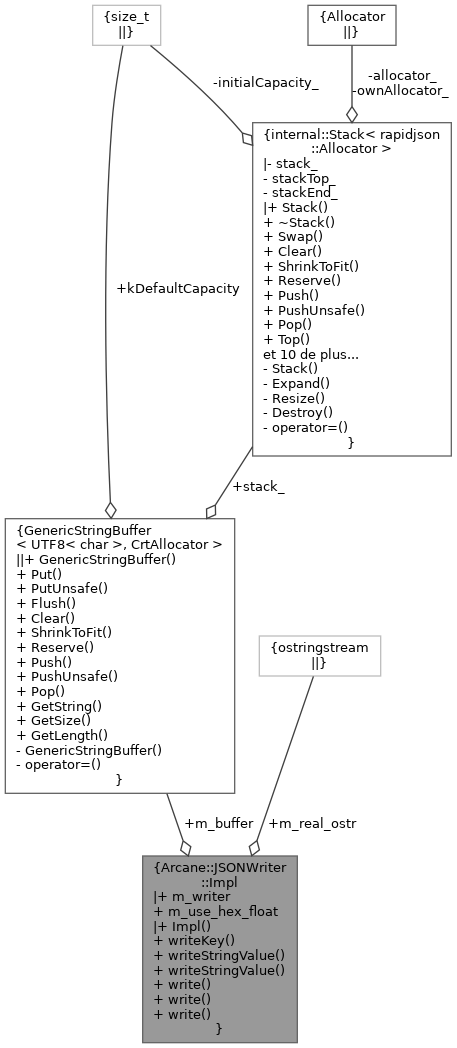 {size_t
||}
{Allocator
||}
-initialCapacity_
-allocator_
-ownAllocator_
{internal::Stack< rapidjson
::Allocator >
|- stack_
- stackTop_
- stackEnd_
|+ Stack()
+ ~Stack()
+ Swap()
+ Clear()
+ ShrinkToFit()
+ Reserve()
+ Push()
+ PushUnsafe()
+ Pop()
+ Top()
et 10 de plus...
- Stack()
- Expand()
- Resize()
- Destroy()
- operator=()
}
+kDefaultCapacity
+stack_
{GenericStringBuffer
< UTF8< char >, CrtAllocator >
||+ GenericStringBuffer()
+ Put()
+ PutUnsafe()
+ Flush()
+ Clear()
+ ShrinkToFit()
+ Reserve()
+ Push()
+ PushUnsafe()
+ Pop()
+ GetString()
+ GetSize()
+ GetLength()
- GenericStringBuffer()
- operator=()
}
{ostringstream
||}
+m_buffer
+m_real_ostr
{Arcane::JSONWriter
::Impl
|+ m_writer
+ m_use_hex_float
|+ Impl()
+ writeKey()
+ writeStringValue()
+ writeStringValue()
+ write()
+ write()
+ write()
}